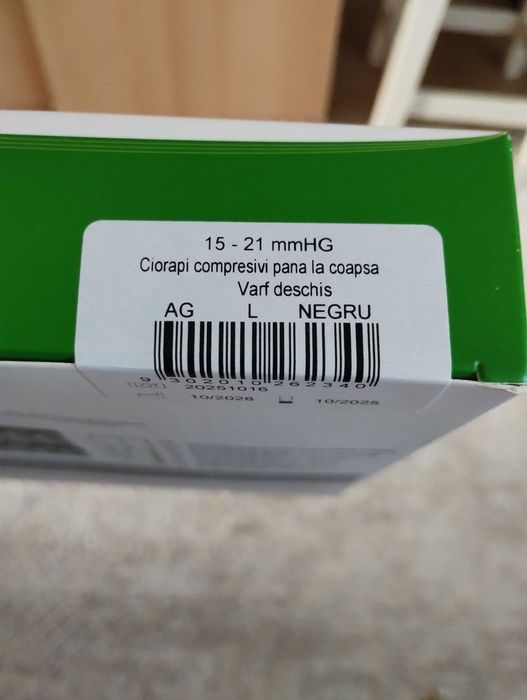 15 - 21 mmHG
Ciorapi compresivi pana la coapsa
Varf deschis
AG L NEGRU
9 302010 262340
LOT 20251016
10/2028 10/2025